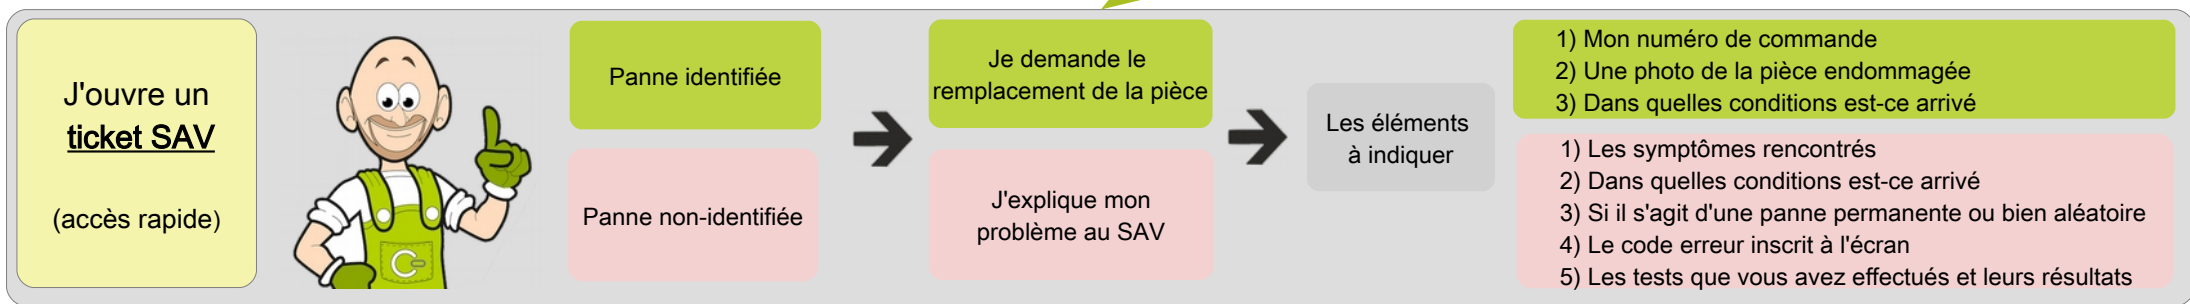 J'ouvre un
ticket SAV
(accès rapide)
Panne identifiée
Panne non-identifiée
Je demande le
remplacement de la pièce
J'explique mon
problème au SAV
Les éléments
à indiquer
1) Mon numéro de commande
2) Une photo de la pièce endommagée
3) Dans quelles conditions est-ce arrivé
1) Les symptômes rencontrés
2) Dans quelles conditions est-ce arrivé
3) Si il s'agit d'une panne permanente ou bien aléatoire
4) Le code erreur inscrit à l'écran
5) Les tests que vous avez effectués et leurs résultats